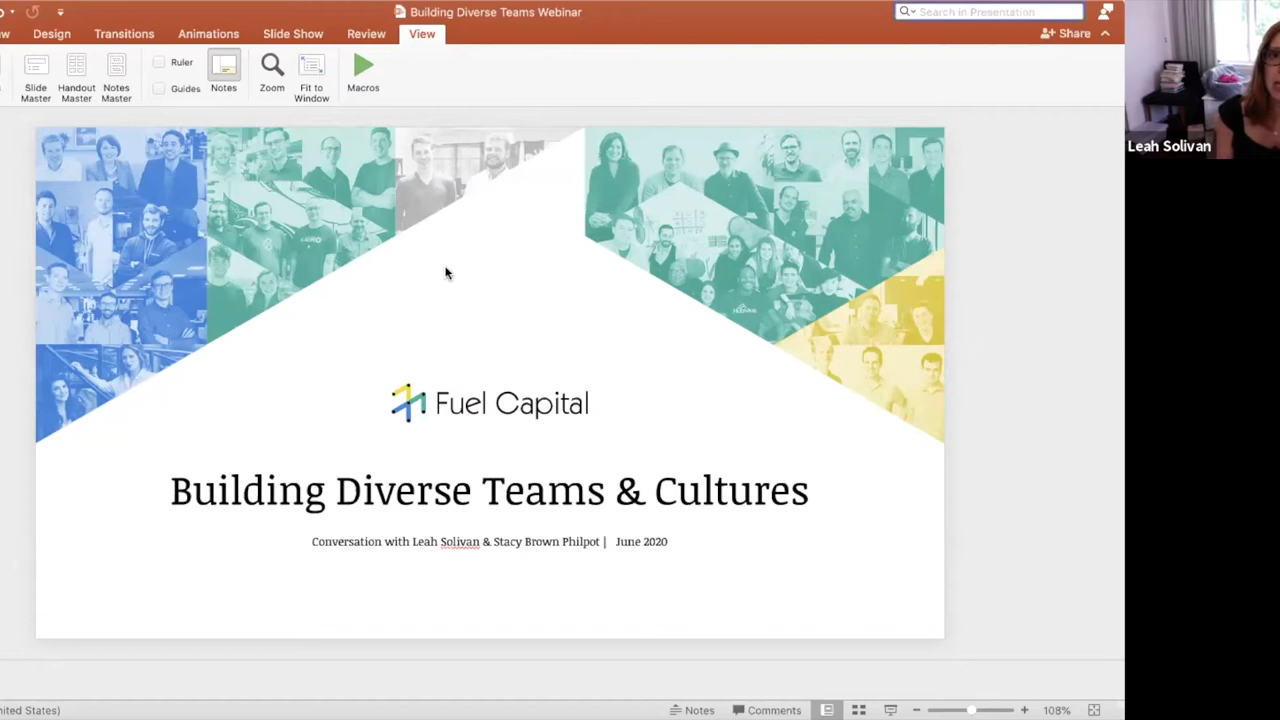 Building Diverse Teams Webinar
Search in Presentation
Design
Transitions
Animations
Slide Show
Review
View
Share
Slide Master
Handout Master
Notes Master
Ruler
Guides
Notes
Zoom
Fit to Window
Macros
Leah Solivan
Fuel Capital
Building Diverse Teams & Cultures
Conversation with Leah Solivan & Stacy Brown Philpot | June 2020
nited States)
Notes
Comments
108%